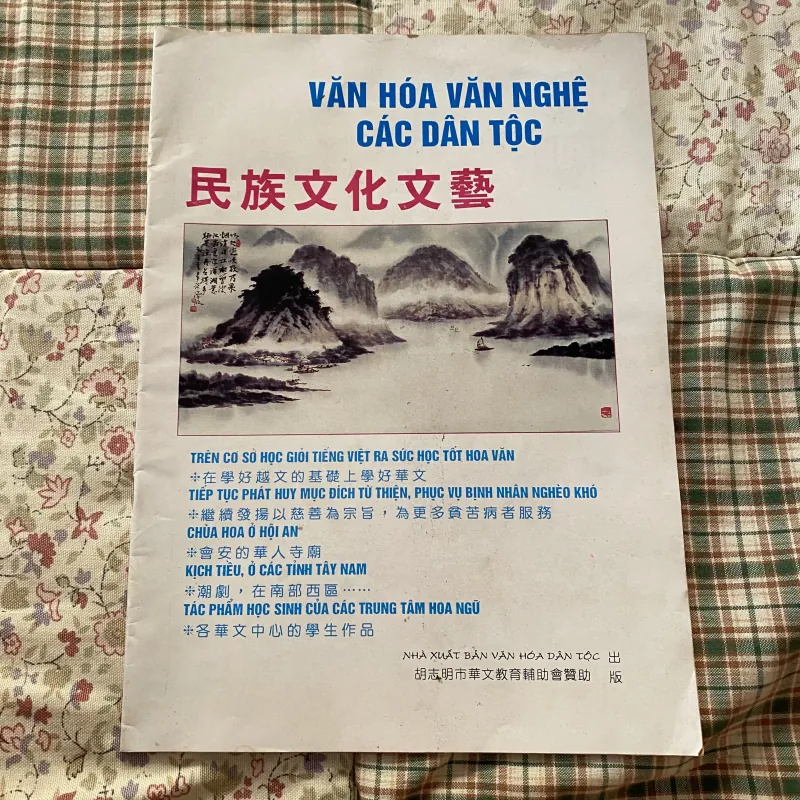 VĂN HÓA VĂN NGHỆ
CÁC DÂN TỘC
民族文化文藝
TRÊN CƠ SỞ HỌC GIỎI TIẾNG VIỆT RA SỨC HỌC TỐT HOA VĂN
✢在學好越文的基礎上學好華文
TIẾP TỤC PHÁT HUY MỤC ĐÍCH TỪ THIỆN, PHỤC VỤ BỊNH NHÂN NGHÈO KHÓ
✢繼續發揚以慈善為宗旨，為更多貧苦病者服務
CHÙA HOA Ở HỘI AN
✢會安的華人寺廟
KỊCH TIỀU, Ở CÁC TỈNH TÂY NAM
✢潮劇，在南部西區……
TÁC PHẨM HỌC SINH CỦA CÁC TRUNG TÂM HOA NGỮ
✢各華文中心的學生作品
NHÀ XUẤT BẢN VĂN HÓA DÂN TỘC 出版
胡志明市華文教育輔助會贊助